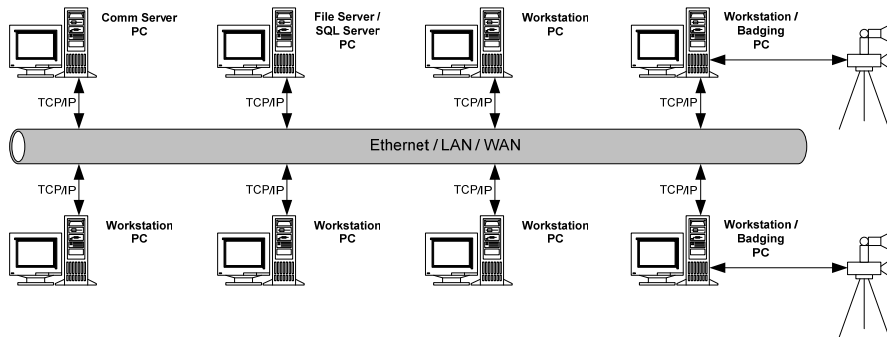 Comm Server
PC
File Server /
SQL Server
PC
Workstation
PC
Workstation /
Badging
PC
TCP/IP
TCP/IP
TCP/IP
TCP/IP
Ethernet / LAN / WAN
TCP/IP
TCP/IP
TCP/IP
TCP/IP
Workstation
PC
Workstation
PC
Workstation
PC
Workstation /
Badging
PC